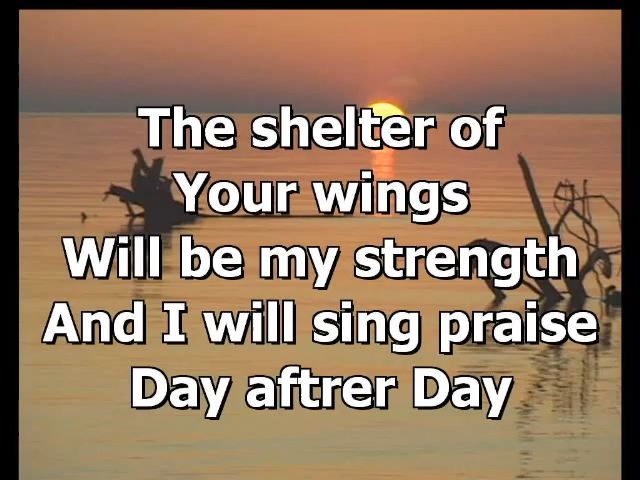 The shelter of
Your wings
Will be my strength
And I will sing praise
Day aftrer Day